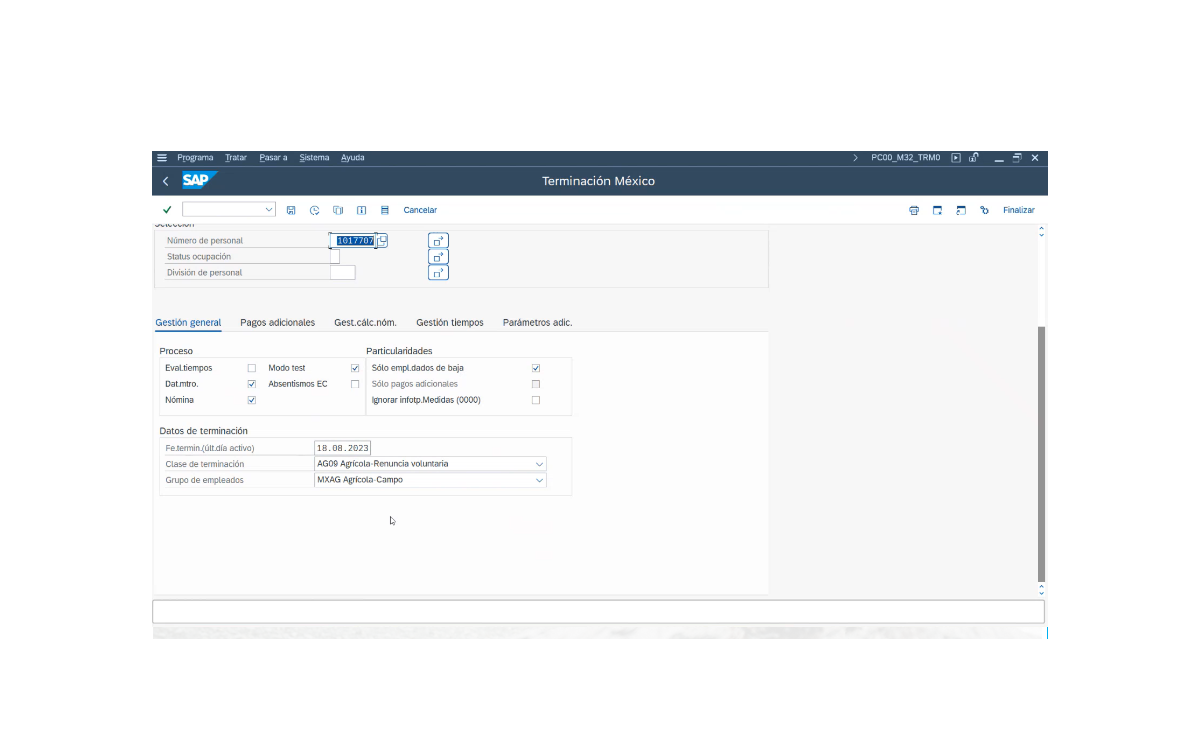 Programa Tratar Pasar a Sistema Ayuda PC00_M32_TRM0
SAP Terminación México
Cancelar Finalizar
Selección
Número de personal 1017707
Status ocupación
División de personal
Gestión general Pagos adicionales Gest.cálc.nóm. Gestión tiempos Parámetros adic.
Proceso Particularidades
Eval.tiempos Modo test Sólo empl.dados de baja
Dat.mtro. Absentismos EC Sólo pagos adicionales
Nómina Ignorar infotp.Medidas (0000)
Datos de terminación
Fe.termin.(últ.día activo) 18.08.2023
Clase de terminación AG09 Agrícola-Renuncia voluntaria
Grupo de empleados MXAG Agrícola-Campo